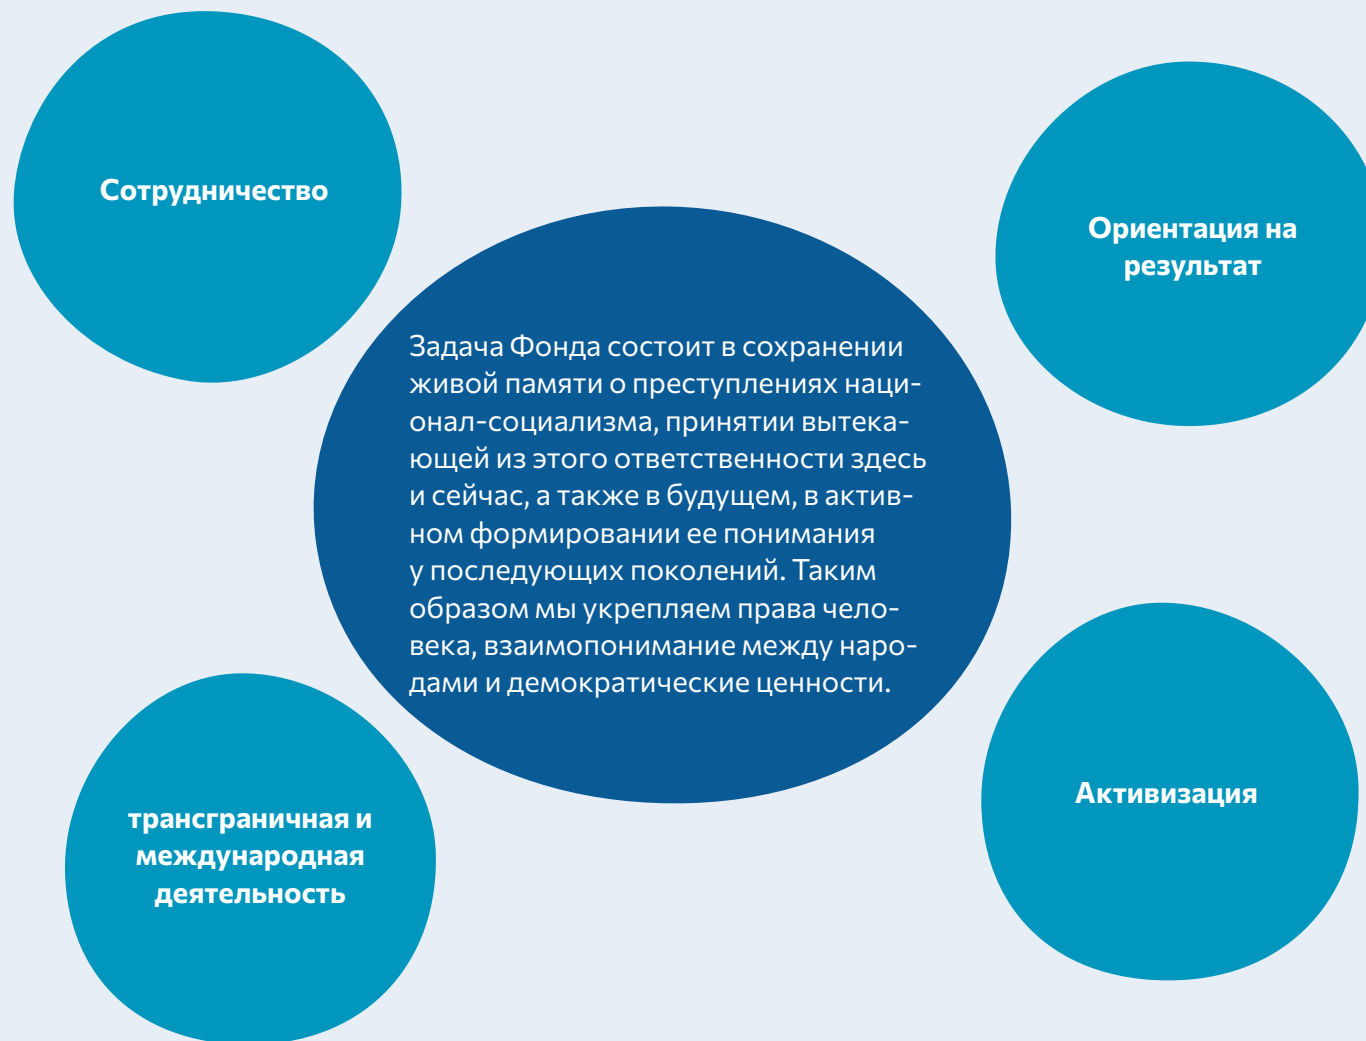 Сотрудничество
Ориентация на
результат
Задача Фонда состоит в сохранении
живой памяти о преступлениях наци-
онал-социализма, принятии вытека-
ющей из этого ответственности здесь
и сейчас, а также в будущем, в актив-
ном формировании ее понимания
у последующих поколений. Таким
образом мы укрепляем права чело-
века, взаимопонимание между наро-
дами и демократические ценности.
трансграничная и
международная
деятельность
Активизация